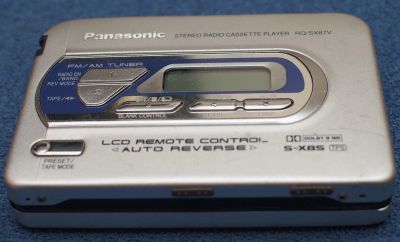 Panasonic STEREO RADIO CASSETTE PLAYER RQ-SX87V
FM/AM TUNER
RADIO ON
/BAND
REV MODE
TAPE/◄►
BLANK CONTROL
LCD REMOTE CONTROL
◁ AUTO REVERSE ▷
DOLBY B NR
S-XBS TPS
PRESET/
TAPE MODE